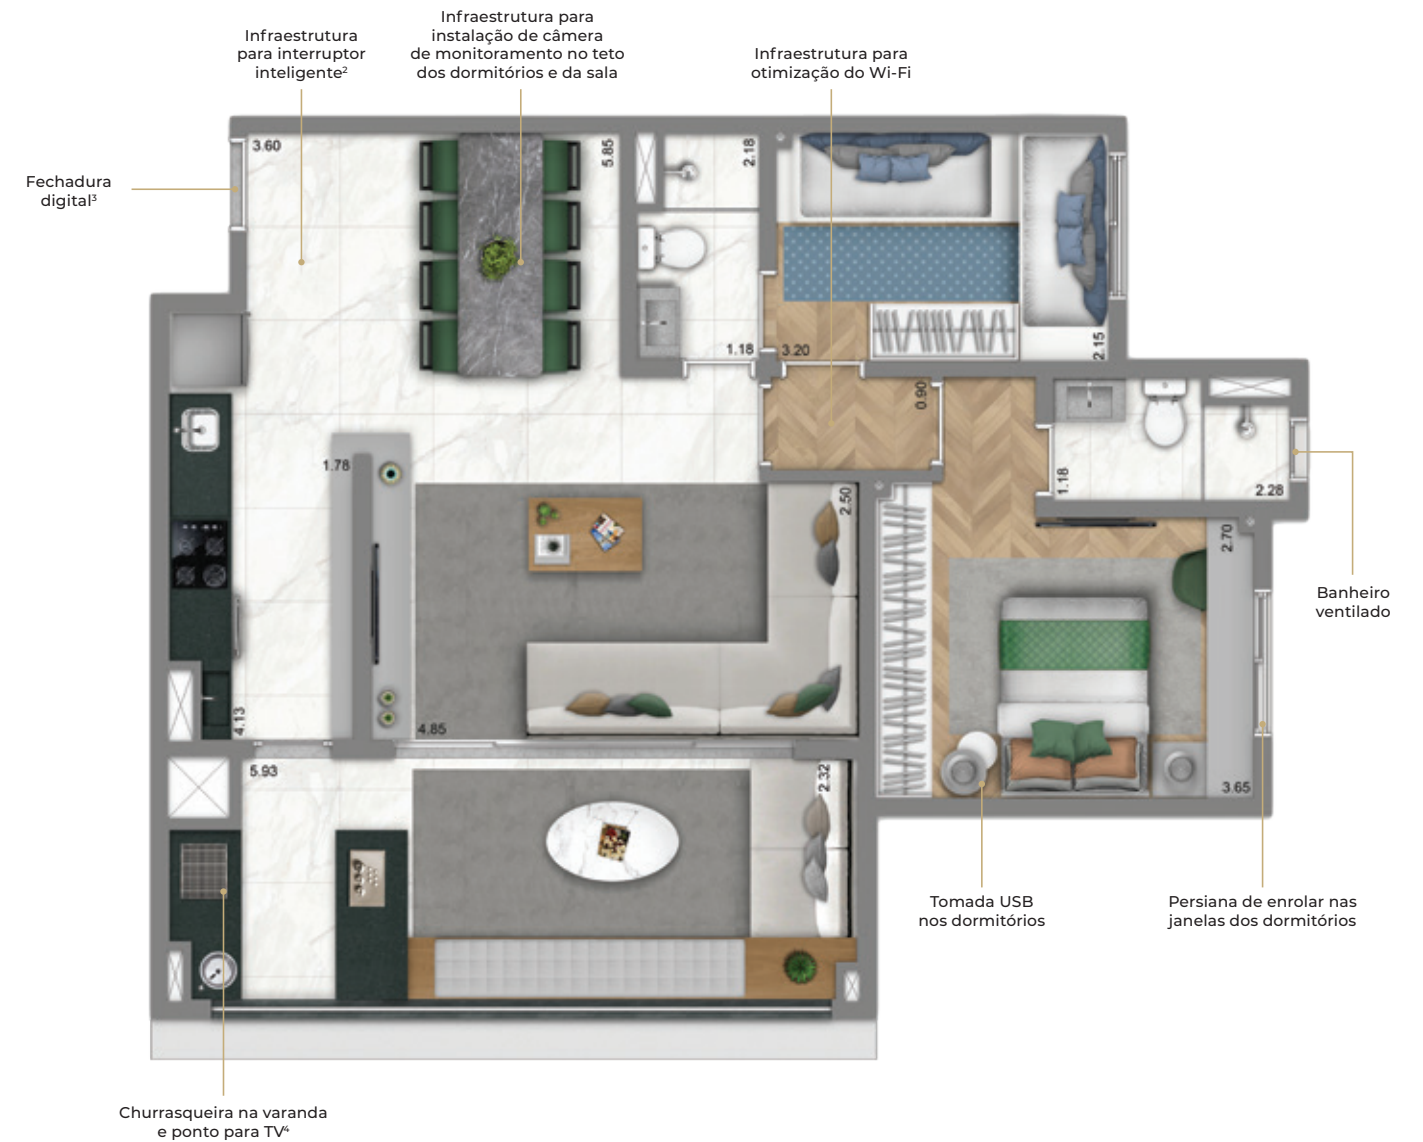 Infraestrutura
para interruptor
inteligente²
Infraestrutura para
instalação de câmera
de monitoramento no teto
dos dormitórios e da sala
Infraestrutura para
otimização do Wi-Fi
Fechadura
digital³
3.60
5.85
2.18
1.18
3.20
2.15
0.90
1.78
2.50
1.18
2.28
2.70
4.13
4.85
5.93
2.32
3.65
Banheiro
ventilado
Tomada USB
nos dormitórios
Persiana de enrolar nas
janelas dos dormitórios
Churrasqueira na varanda
e ponto para TV⁴